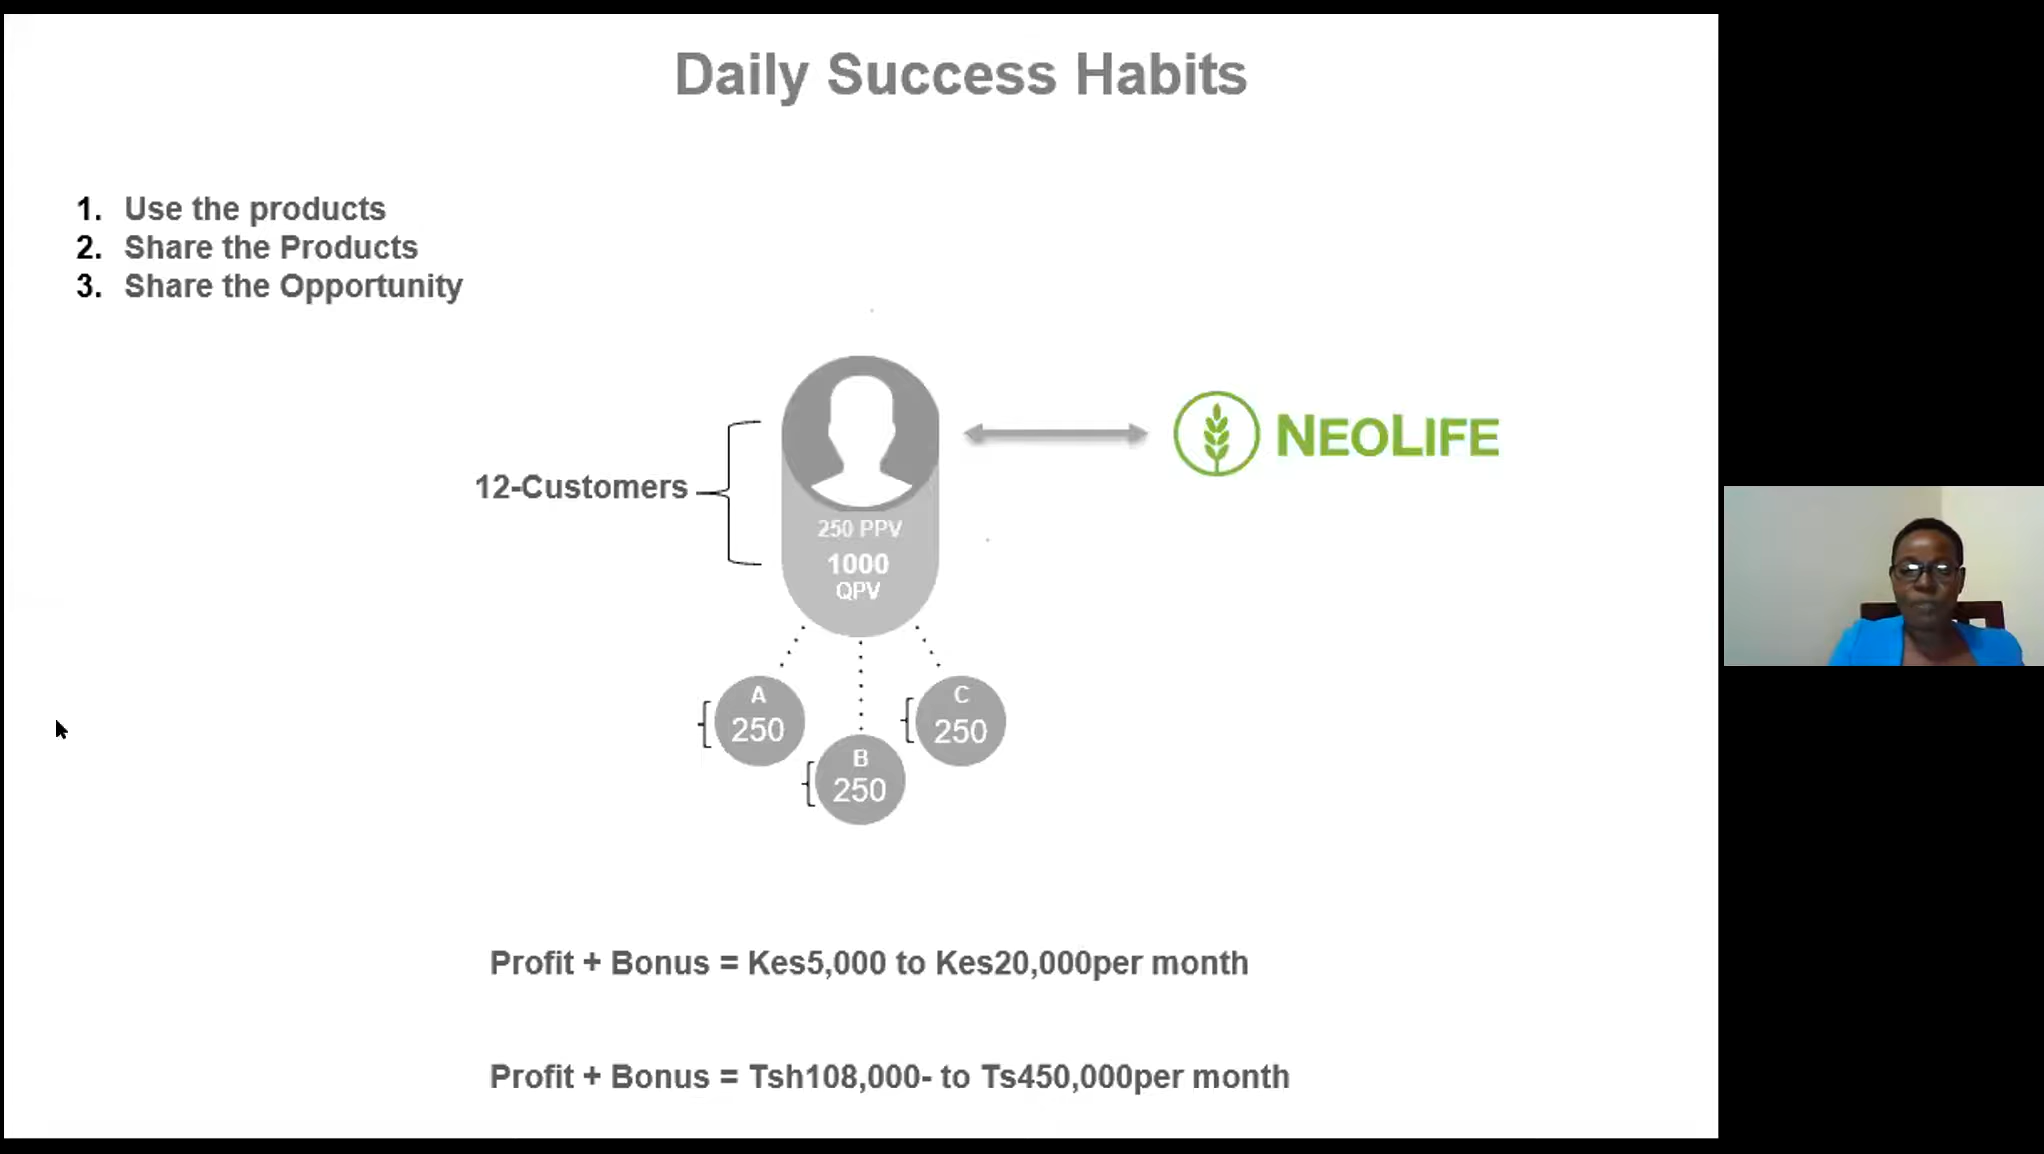 Daily Success Habits
1. Use the products
2. Share the Products
3. Share the Opportunity
NEOLIFE
12-Customers
250 PPV
1000
QPV
A
250
B
250
C
250
Profit + Bonus = Kes5,000 to Kes20,000per month
Profit + Bonus = Tsh108,000- to Ts450,000per month